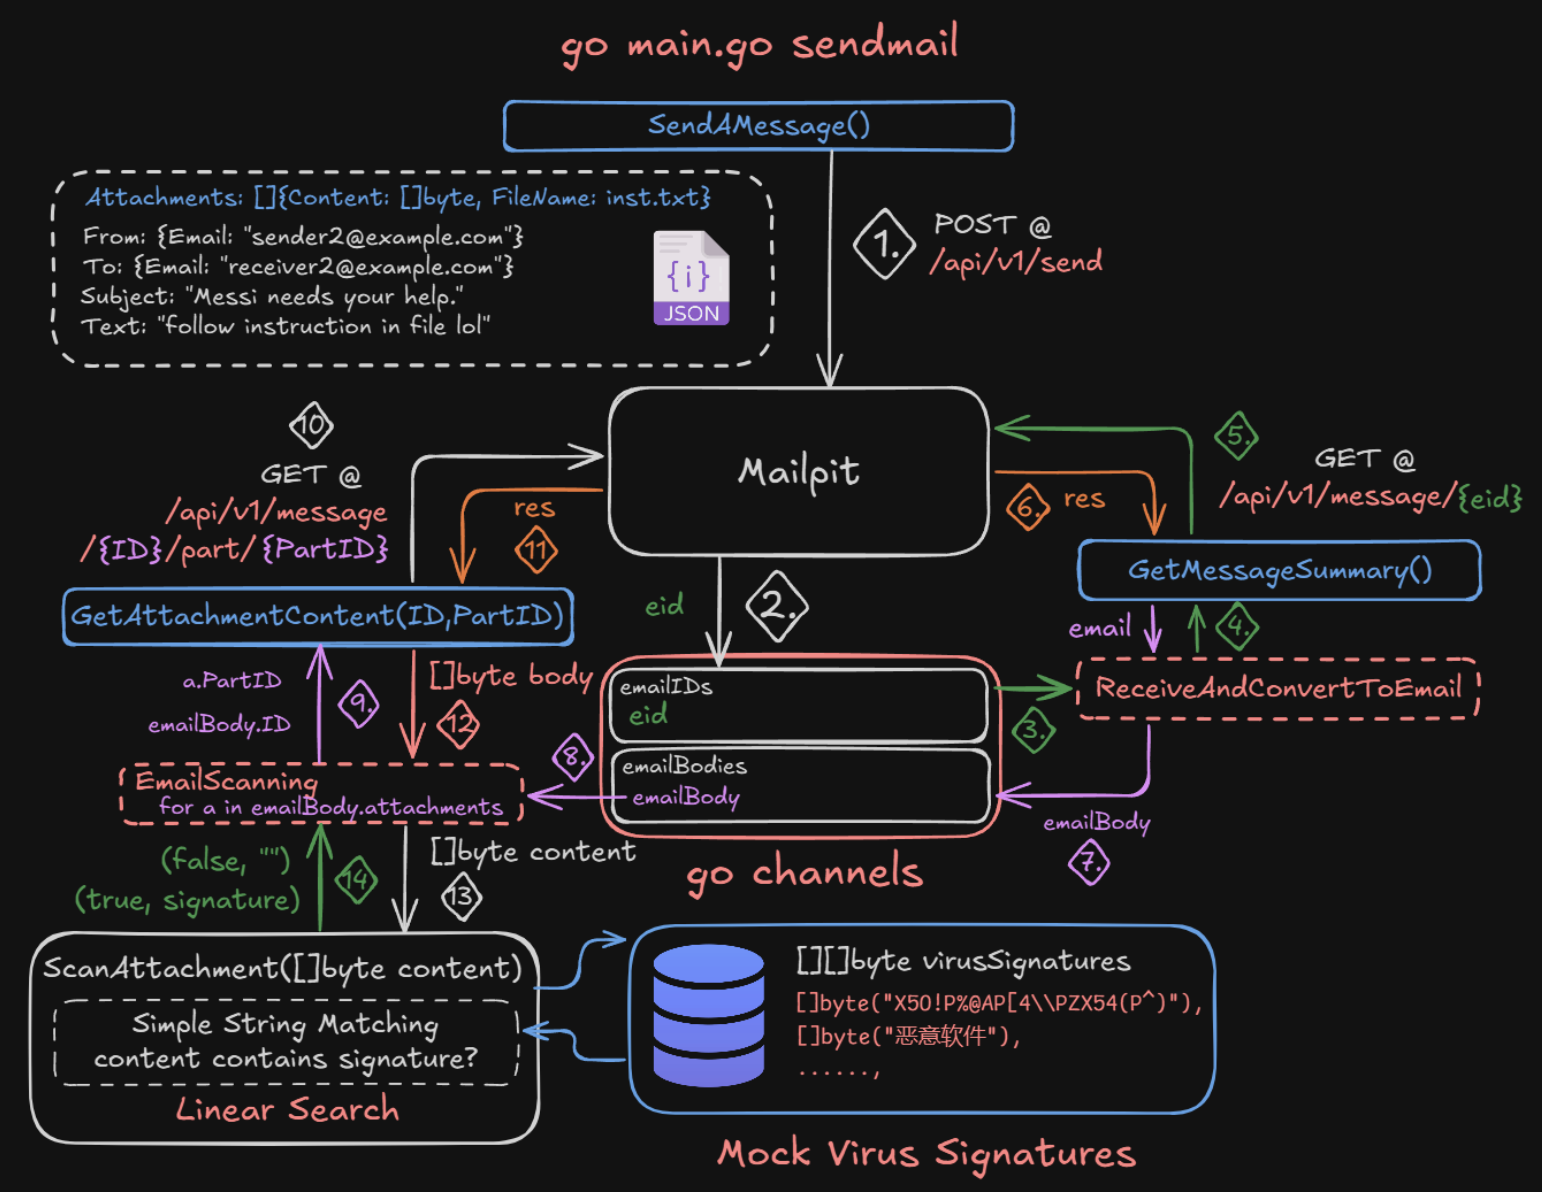 go main.go sendmail
SendAMessage()
Attachments: []{Content: []byte, FileName: inst.txt}
From: {Email: "sender2@example.com"}
To: {Email: "receiver2@example.com"}
Subject: "Messi needs your help."
Text: "follow instruction in file lol"
{i}
JSON
1.
POST @
/api/v1/send
10
GET @
/api/v1/message
/{ID}/part/{PartID}
res
11
Mailpit
5.
GET @
/api/v1/message/{eid}
6. res
GetMessageSummary()
GetAttachmentContent(ID,PartID)
eid
2.
email
4.
a.PartID
emailBody.ID
9.
[]byte body
12
emailIDs
eid
3.
ReceiveAndConvertToEmail
8.
emailBodies
emailBody
EmailScanning
for a in emailBody.attachments
emailBody
7.
go channels
(false, "")
(true, signature)
14
[]byte content
13
ScanAttachment([]byte content)
Simple String Matching
content contains signature?
Linear Search
[][]byte virusSignatures
[]byte("X5O!P%@AP[4\\PZX54(P^)"),
[]byte("恶意软件"),
......,
Mock Virus Signatures